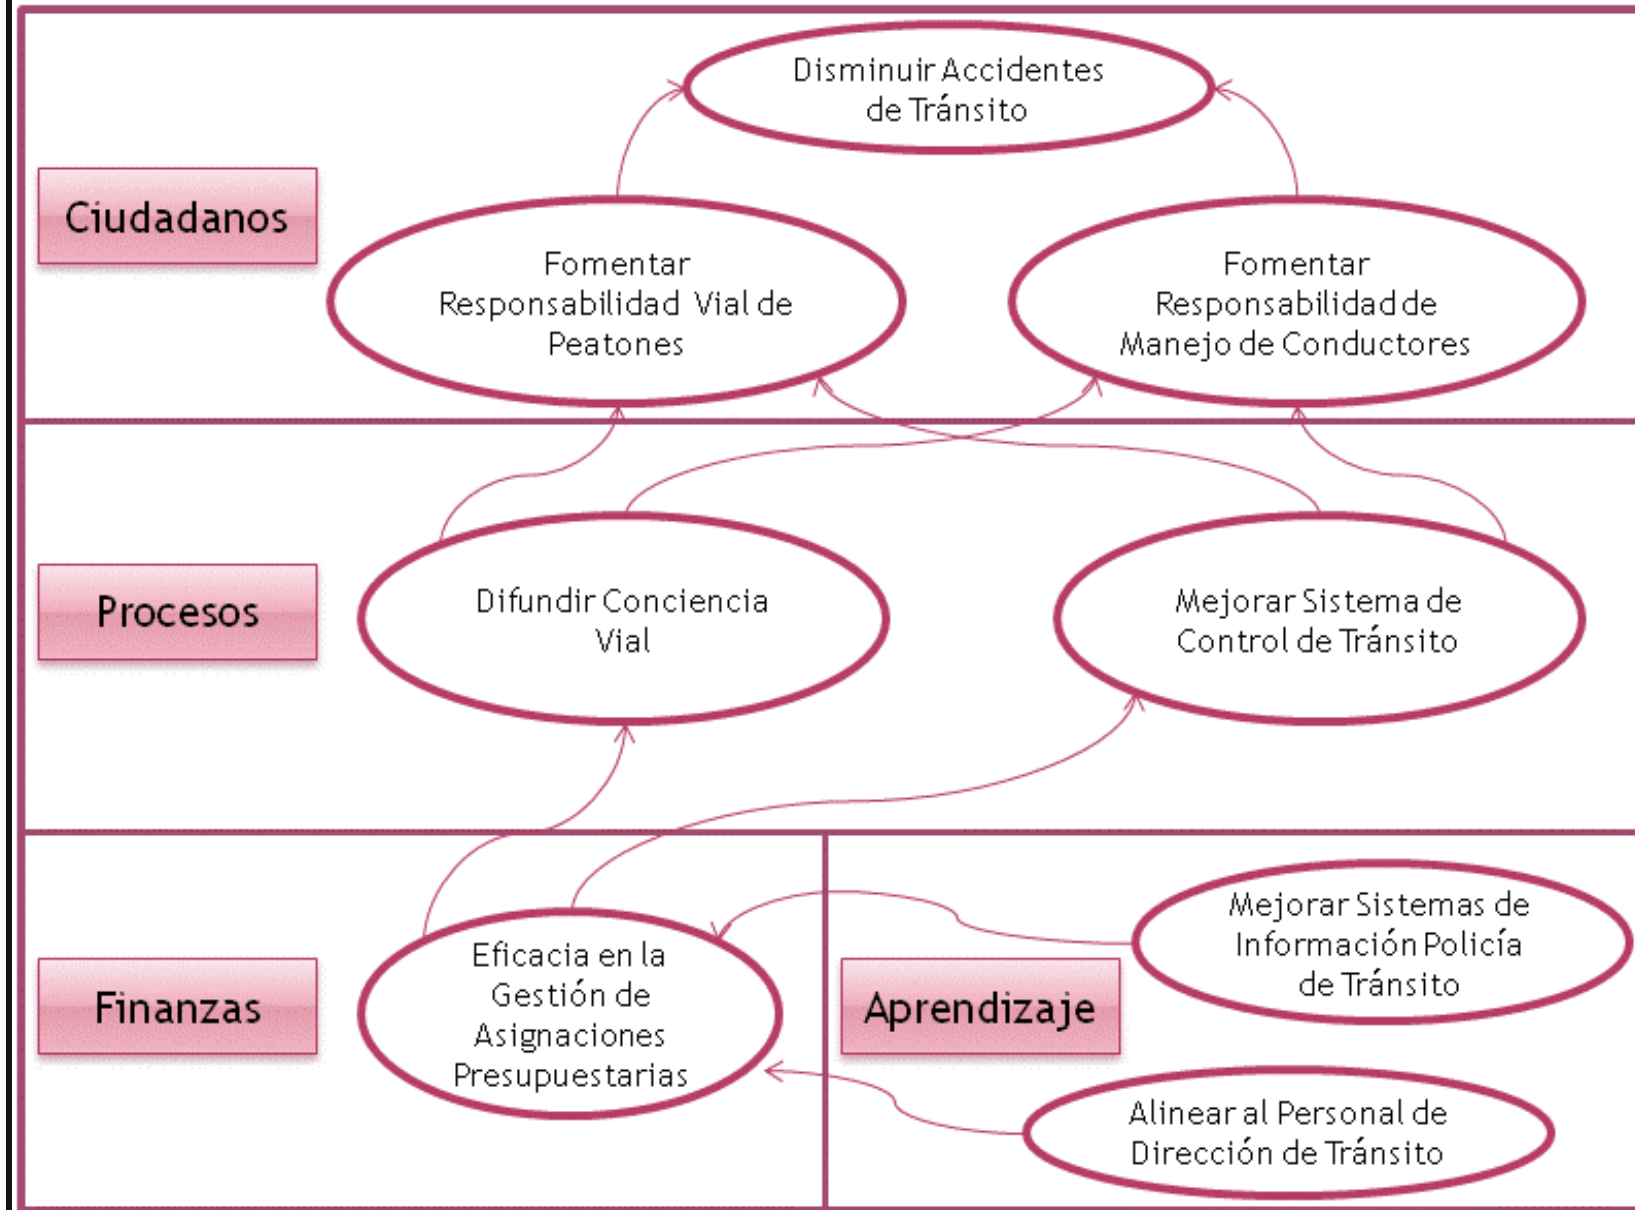 Disminuir Accidentes
de Tránsito
Ciudadanos
Fomentar
Responsabilidad Vial de
Peatones
Fomentar
Responsabilidad de
Manejo de Conductores
Procesos
Difundir Conciencia
Vial
Mejorar Sistema de
Control de Tránsito
Finanzas
Eficacia en la
Gestión de
Asignaciones
Presupuestarias
Aprendizaje
Mejorar Sistemas de
Información Policía
de Tránsito
Alinear al Personal de
Dirección de Tránsito